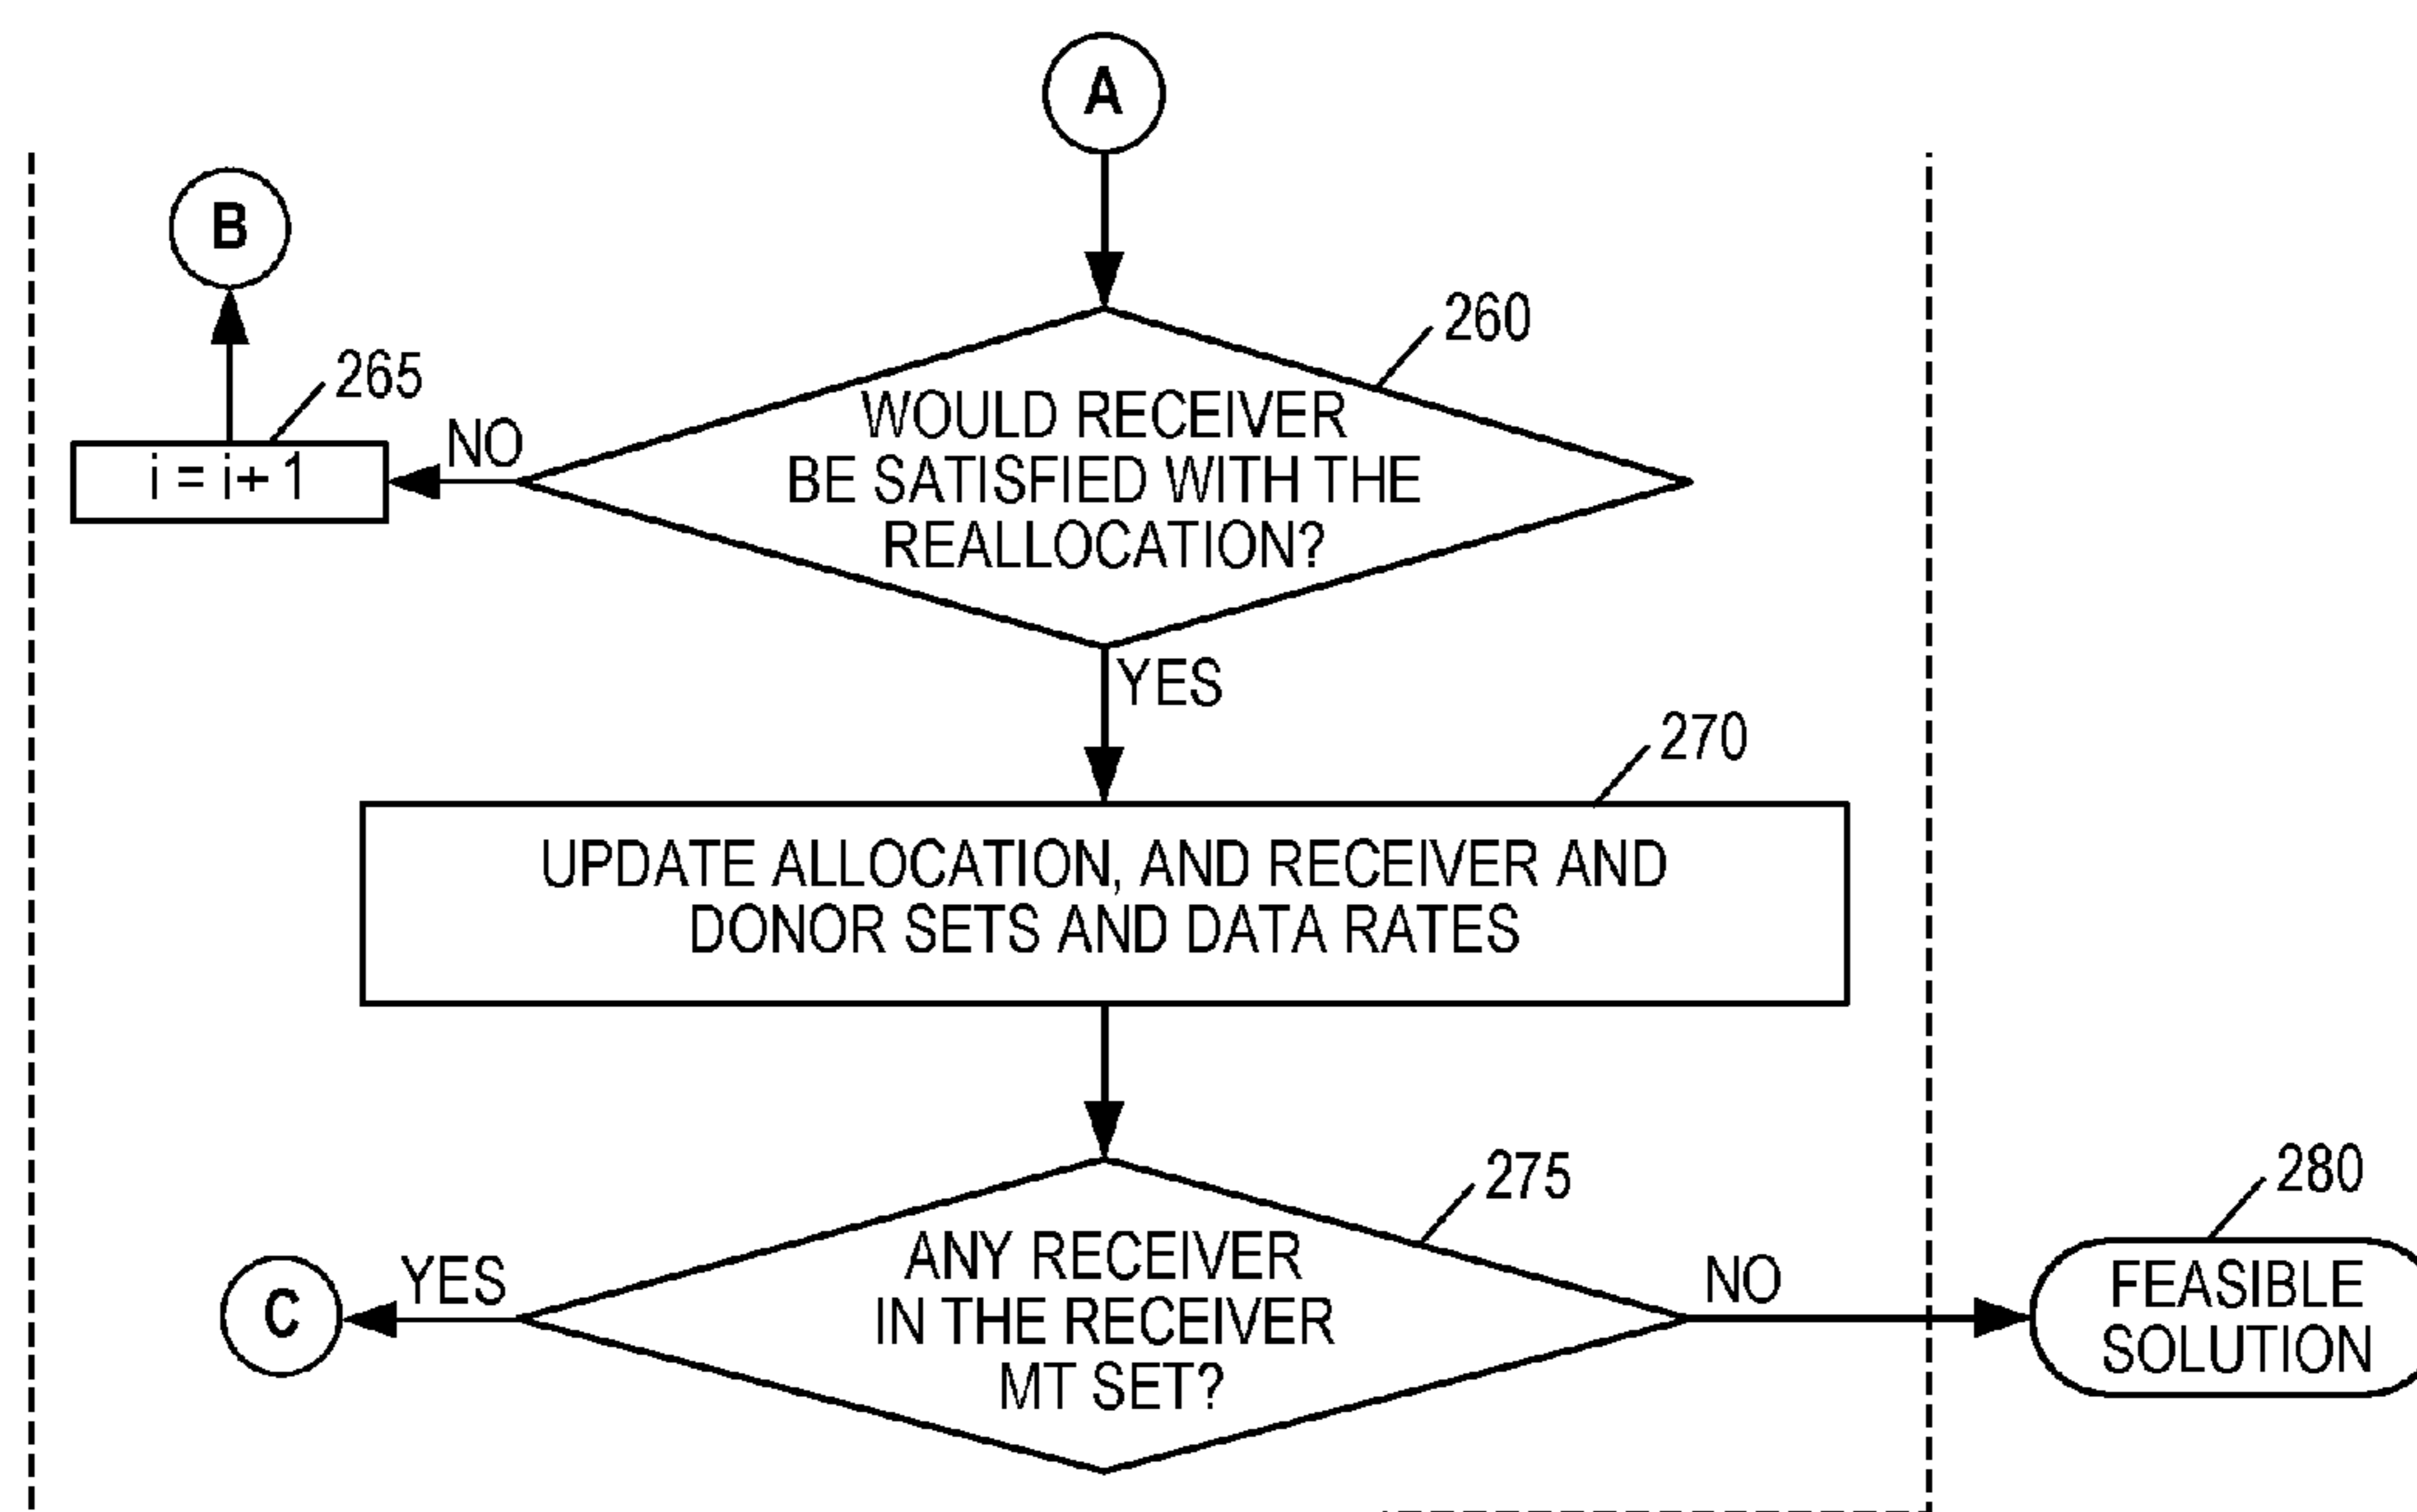 A
B
260
265
WOULD RECEIVER
BE SATISFIED WITH THE
REALLOCATION?
NO
i = i+ 1
YES
270
UPDATE ALLOCATION, AND RECEIVER AND
DONOR SETS AND DATA RATES
275
280
ANY RECEIVER
IN THE RECEIVER
MT SET?
YES
C
NO
FEASIBLE
SOLUTION